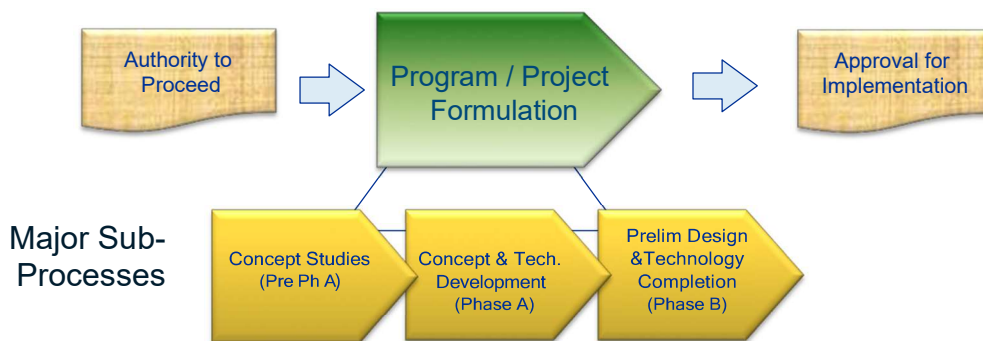 Authority to
Proceed
Program / Project
Formulation
Approval for
Implementation
Major Sub-
Processes
Concept Studies
(Pre Ph A)
Concept & Tech.
Development
(Phase A)
Prelim Design
&Technology
Completion
(Phase B)